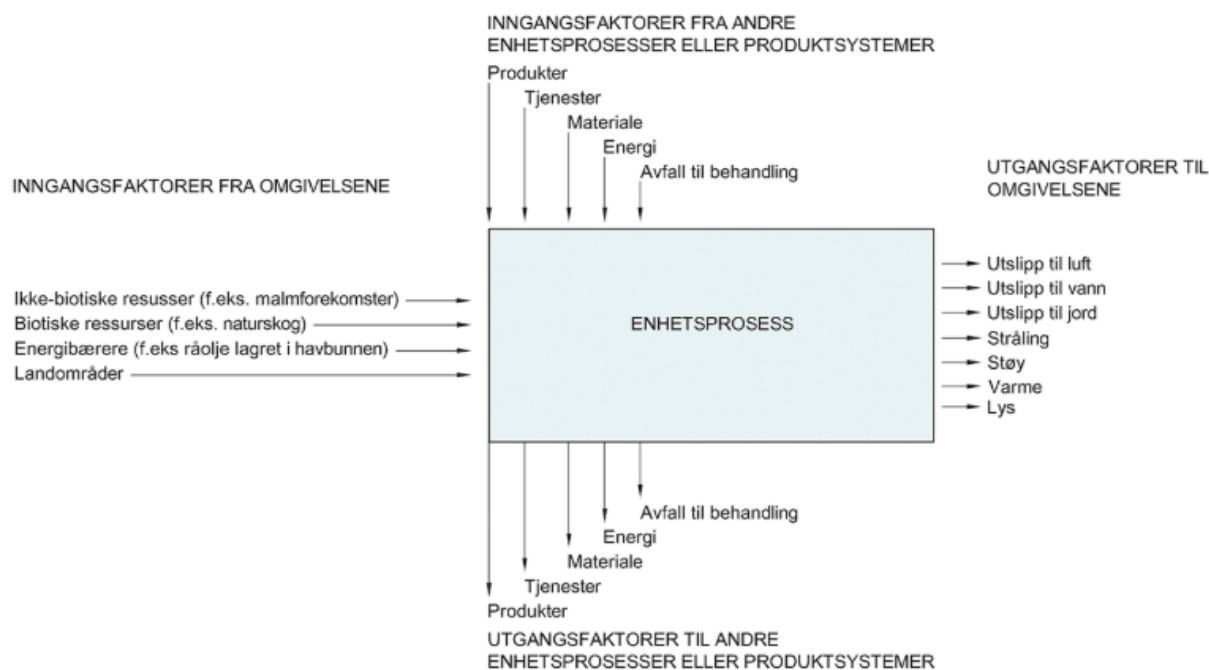 INNGANGSFAKTORER FRA ANDRE
ENHETSPROSESSER ELLER PRODUKTSYSTEMER
Produkter
Tjenester
Materiale
Energi
Avfall til behandling
INNGANGSFAKTORER FRA OMGIVELSENE
UTGANGSFAKTORER TIL
OMGIVELSENE
Ikke-biotiske resusser (f.eks. malmforekomster)
Biotiske ressurser (f.eks. naturskog)
Energibærere (f.eks råolje lagret i havbunnen)
Landområder
ENHETSPROSESS
Utslipp til luft
Utslipp til vann
Utslipp til jord
Stråling
Støy
Varme
Lys
Avfall til behandling
Energi
Materiale
Tjenester
Produkter
UTGANGSFAKTORER TIL ANDRE
ENHETSPROSESSER ELLER PRODUKTSYSTEMER